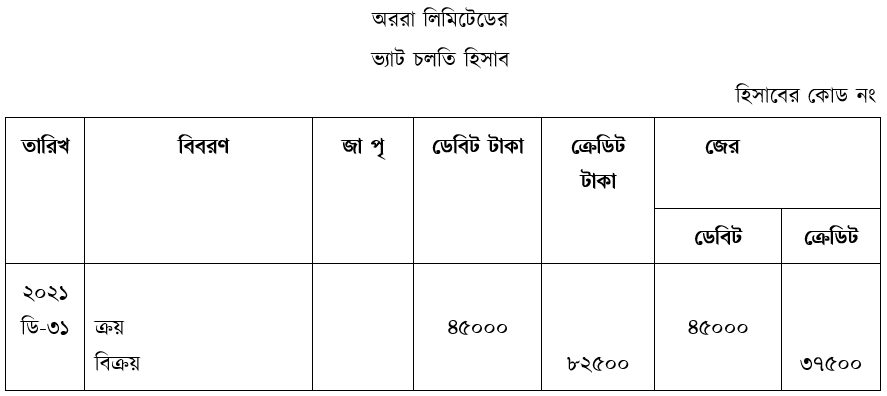 অররা লিমিটেডের
ভ্যাট চলতি হিসাব
হিসাবের কোড নং
তারিখ বিবরণ জা পৃ ডেবিট টাকা ক্রেডিট টাকা জের
ডেবিট ক্রেডিট
২০২১
ডি-৩১ ক্রয় ৪৫০০০ ৪৫০০০
বিক্রয় ৮২৫০০ ৩৭৫০০